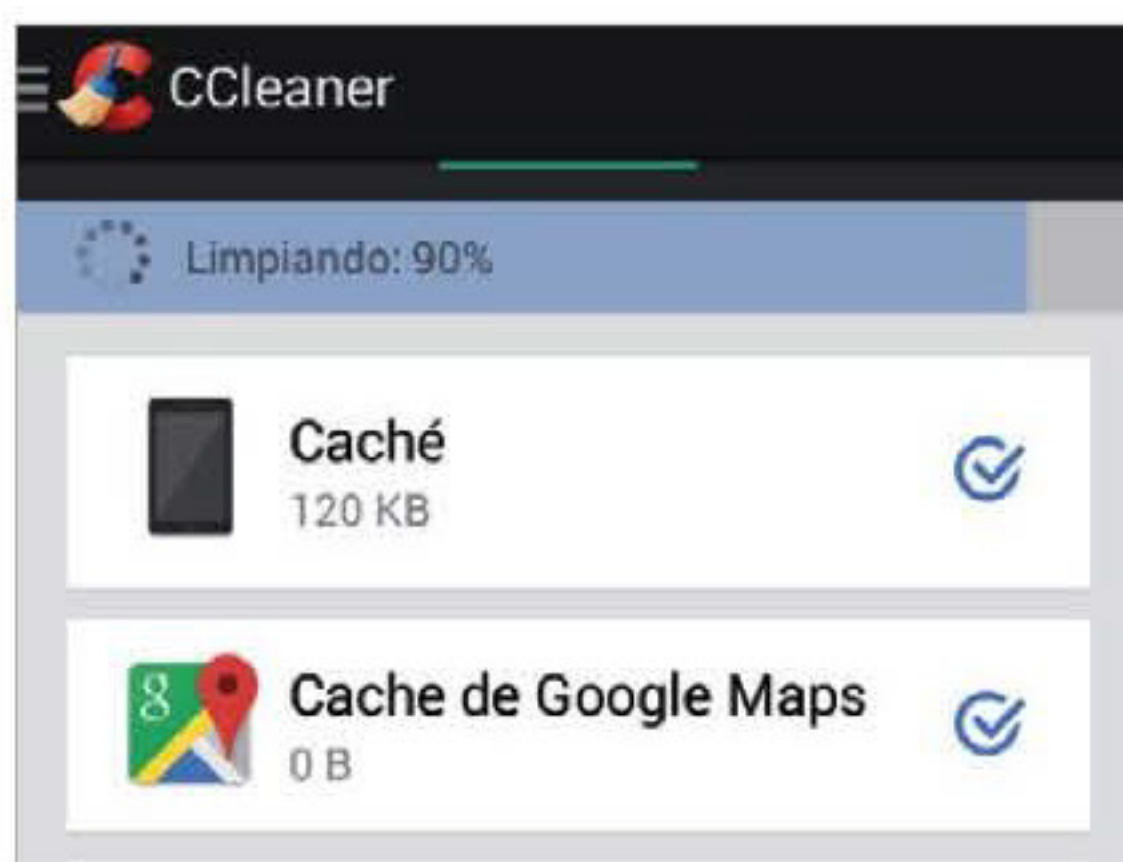 CCleaner
Limpiando: 90%
Caché
120 KB
g
Cache de Google Maps
0 B